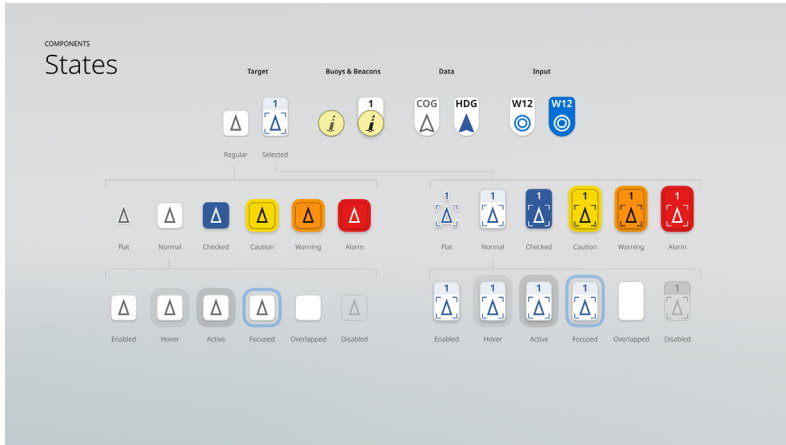 COMPONENTS
States
Target
Buoys & Beacons
Data
Input
1
1
COG
HDG
W12
W12
Regular
Selected
1
1
1
1
1
1
Flat
Normal
Checked
Caution
Warning
Alarm
Flat
Normal
Checked
Caution
Warning
Alarm
1
1
1
1
1
Enabled
Hover
Active
Focused
Overlapped
Disabled
Enabled
Hover
Active
Focused
Overlapped
Disabled